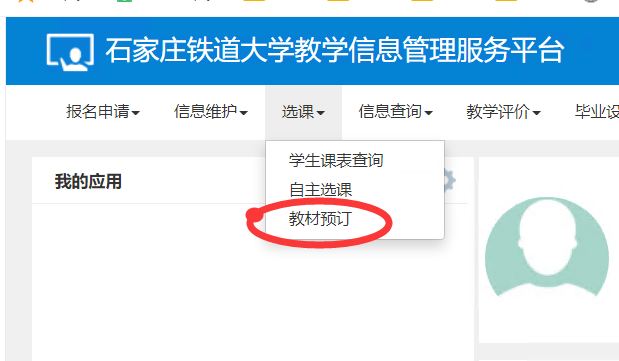 石家庄铁道大学教学信息管理服务平台
报名申请 信息维护 选课 信息查询 教学评价 毕业设
学生课表查询
我的应用
自主选课
教材预订